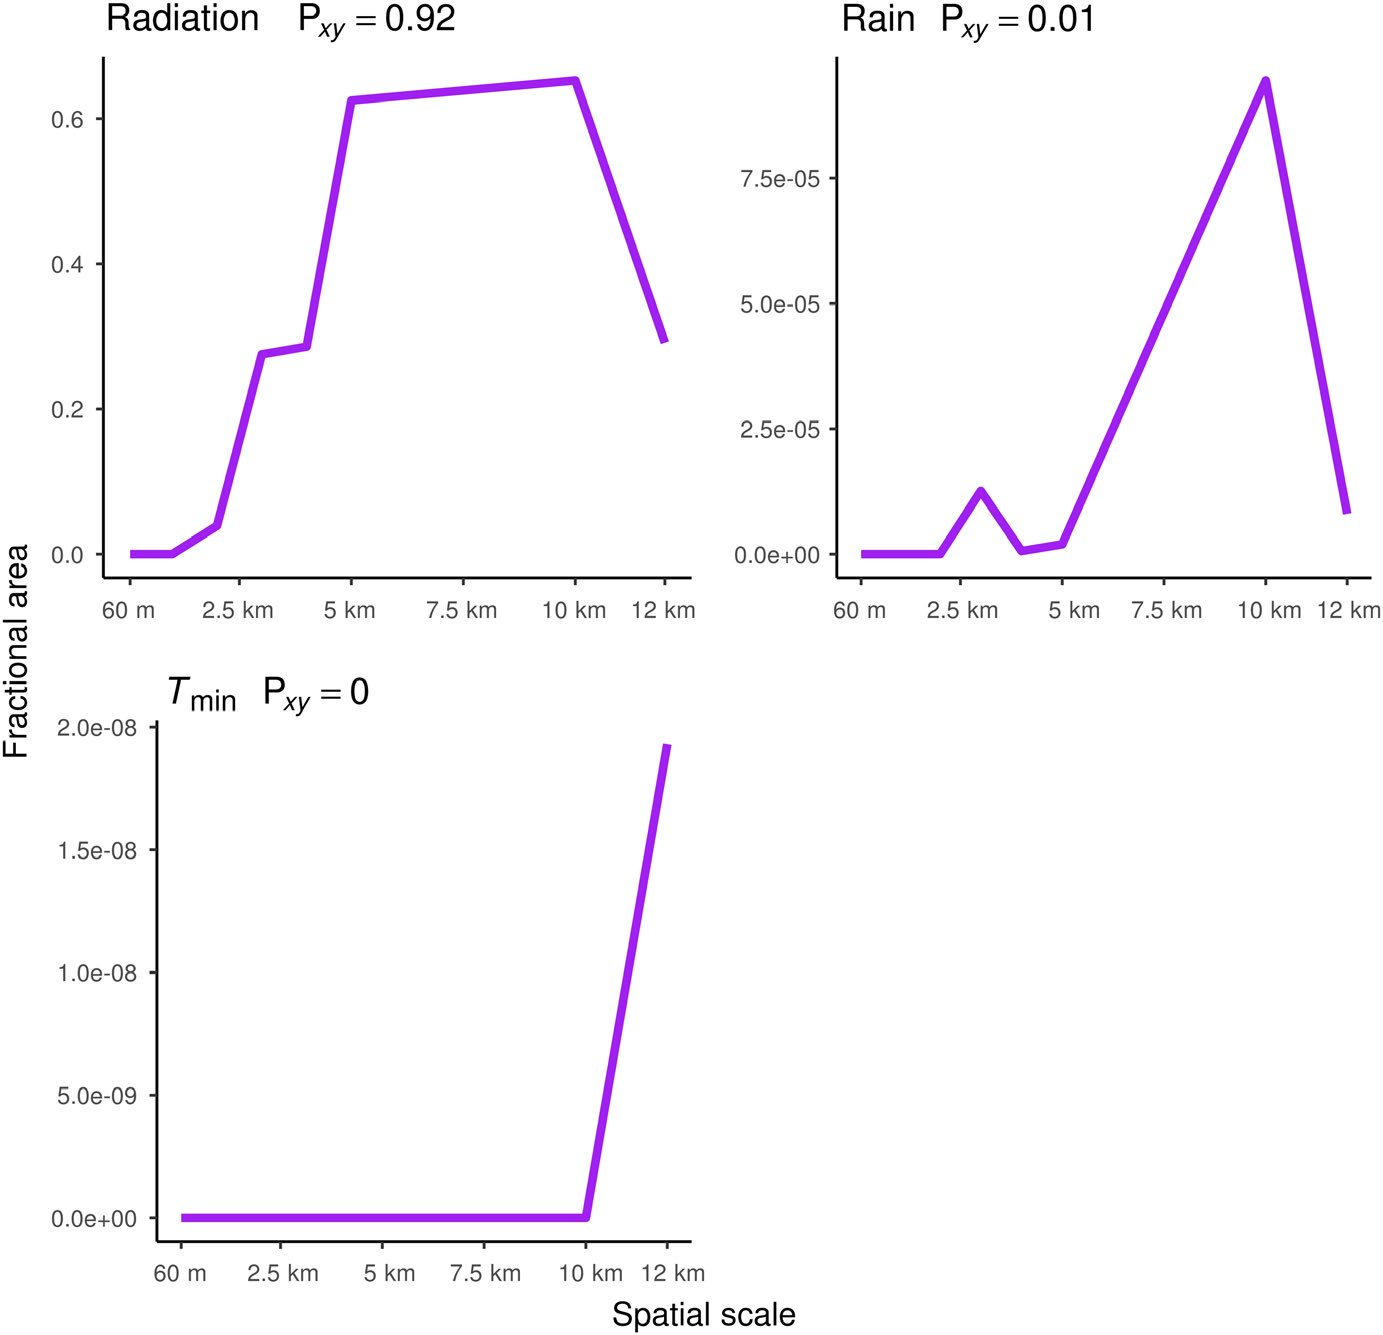 Radiation P_xy = 0.92
0.6
0.4
0.2
0.0
60 m 2.5 km 5 km 7.5 km 10 km 12 km
Rain P_xy = 0.01
7.5e-05
5.0e-05
2.5e-05
0.0e+00
60 m 2.5 km 5 km 7.5 km 10 km 12 km
Fractional area
T_min P_xy = 0
2.0e-08
1.5e-08
1.0e-08
5.0e-09
0.0e+00
60 m 2.5 km 5 km 7.5 km 10 km 12 km
Spatial scale